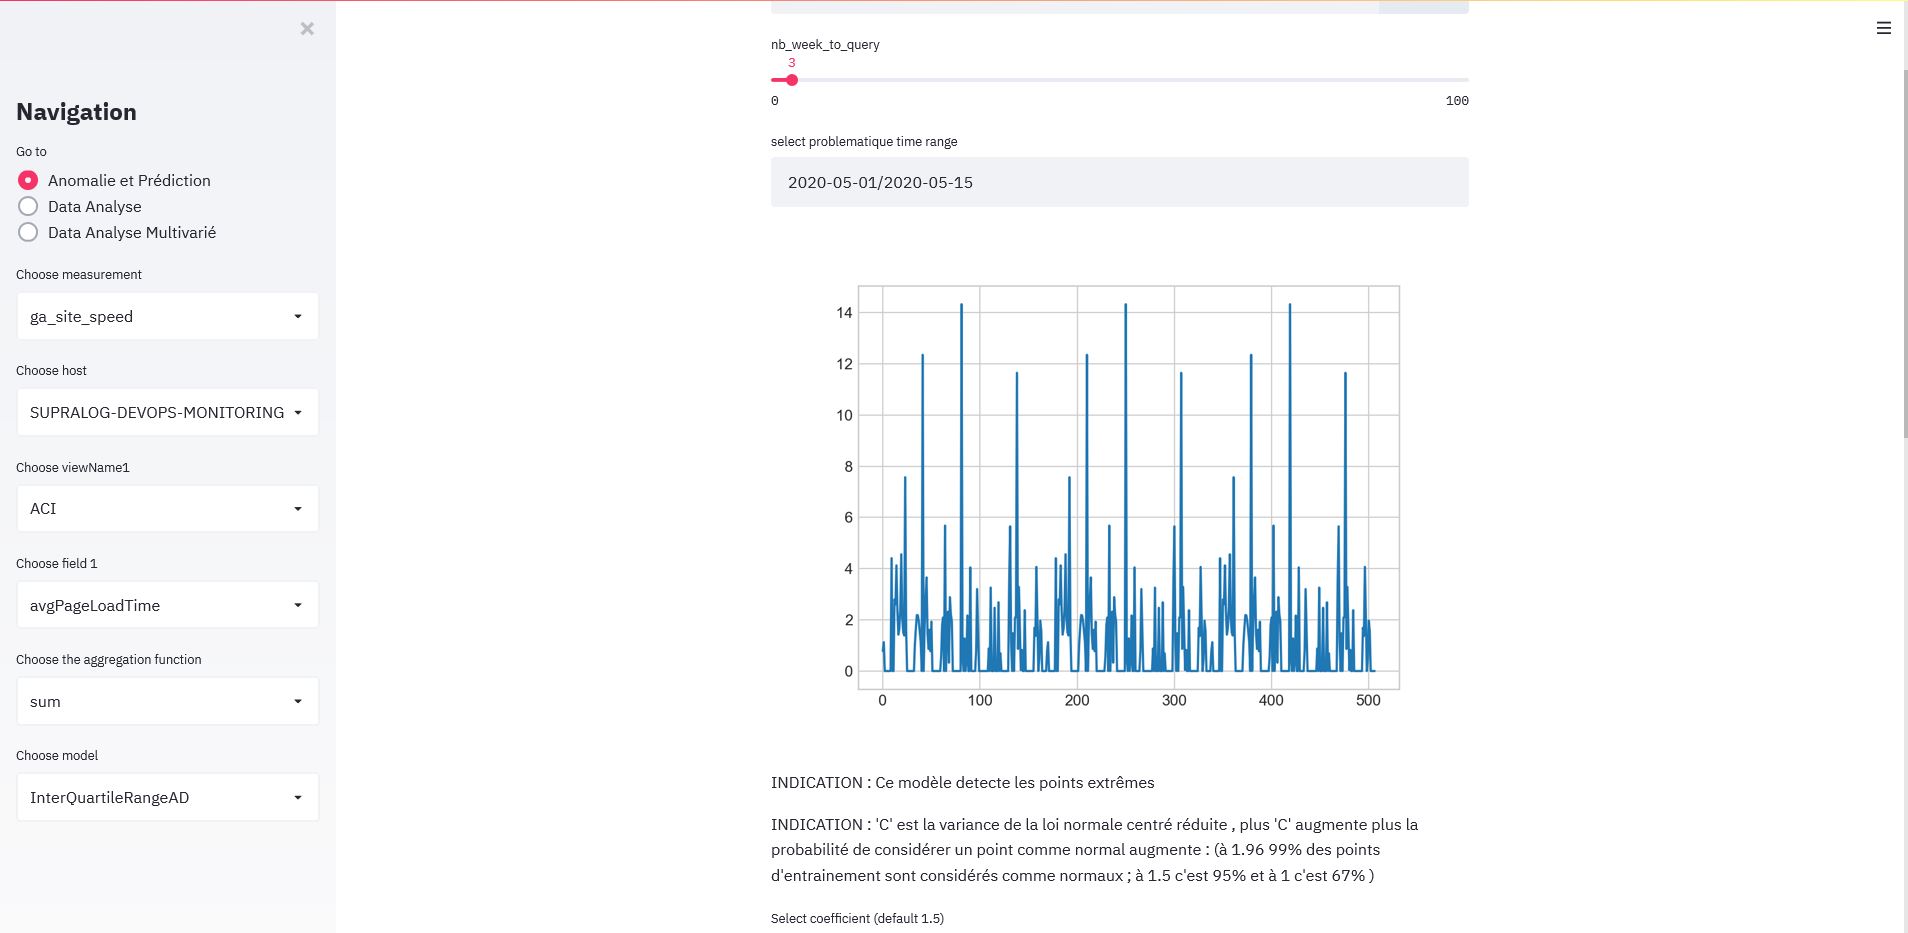 Navigation
Go to
Anomalie et Prédiction
Data Analyse
Data Analyse Multivarié
Choose measurement
ga_site_speed
Choose host
SUPRALOG-DEVOPS-MONITORING
Choose viewName1
ACI
Choose field 1
avgPageLoadTime
Choose the aggregation function
sum
Choose model
InterQuartileRangeAD
nb_week_to_query
3
0 100
select problematique time range
2020-05-01/2020-05-15
14
12
10
8
6
4
2
0
0 100 200 300 400 500
INDICATION : Ce modèle detecte les points extrêmes
INDICATION : 'C' est la variance de la loi normale centré réduite , plus 'C' augmente plus la
probabilité de considérer un point comme normal augmente : (à 1.96 99% des points
d'entrainement sont considérés comme normaux ; à 1.5 c'est 95% et à 1 c'est 67% )
Select coefficient (default 1.5)